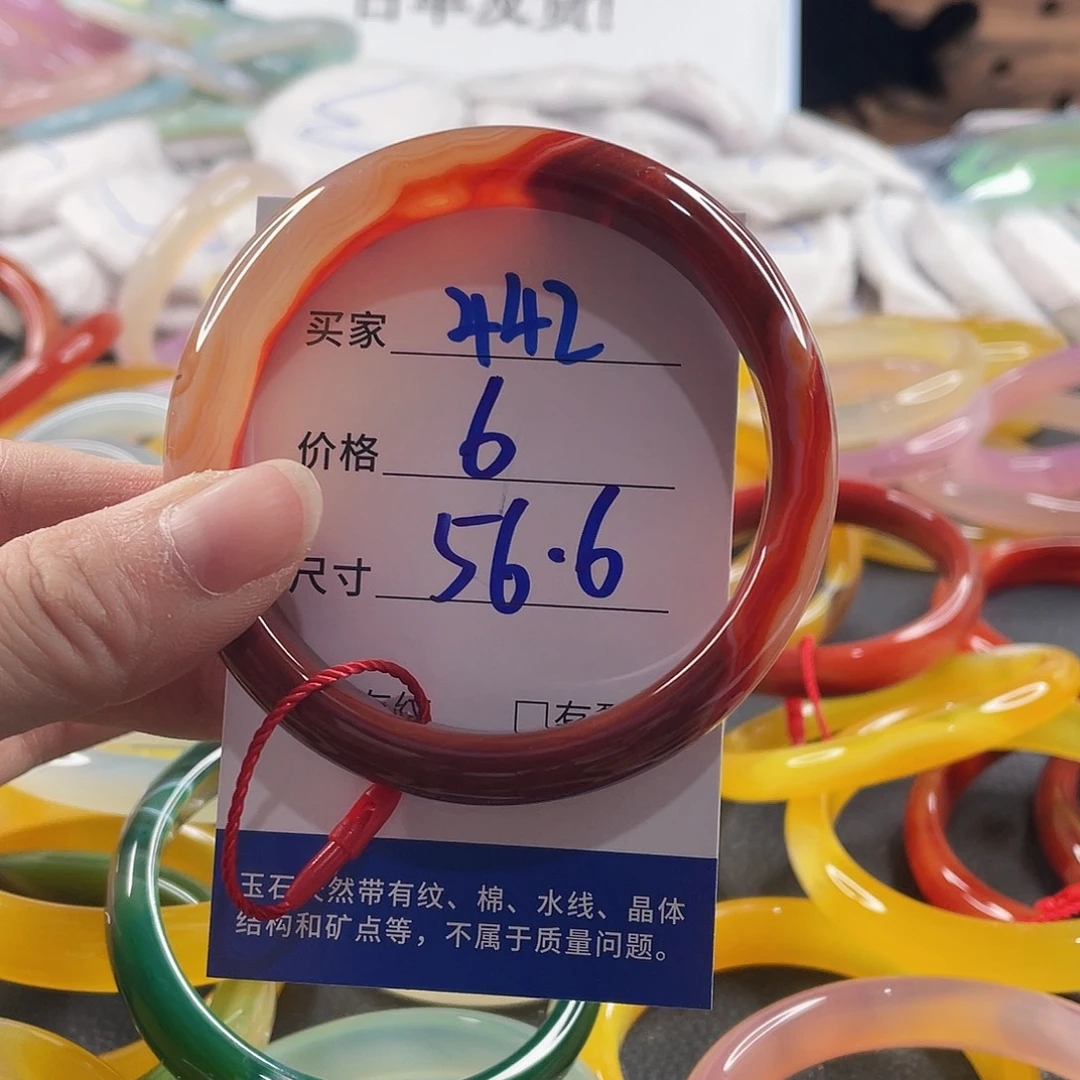 买家 442
价格 6
尺寸 56.6
玉石天然带有纹、棉、水线、晶体
结构和矿点等，不属于质量问题。